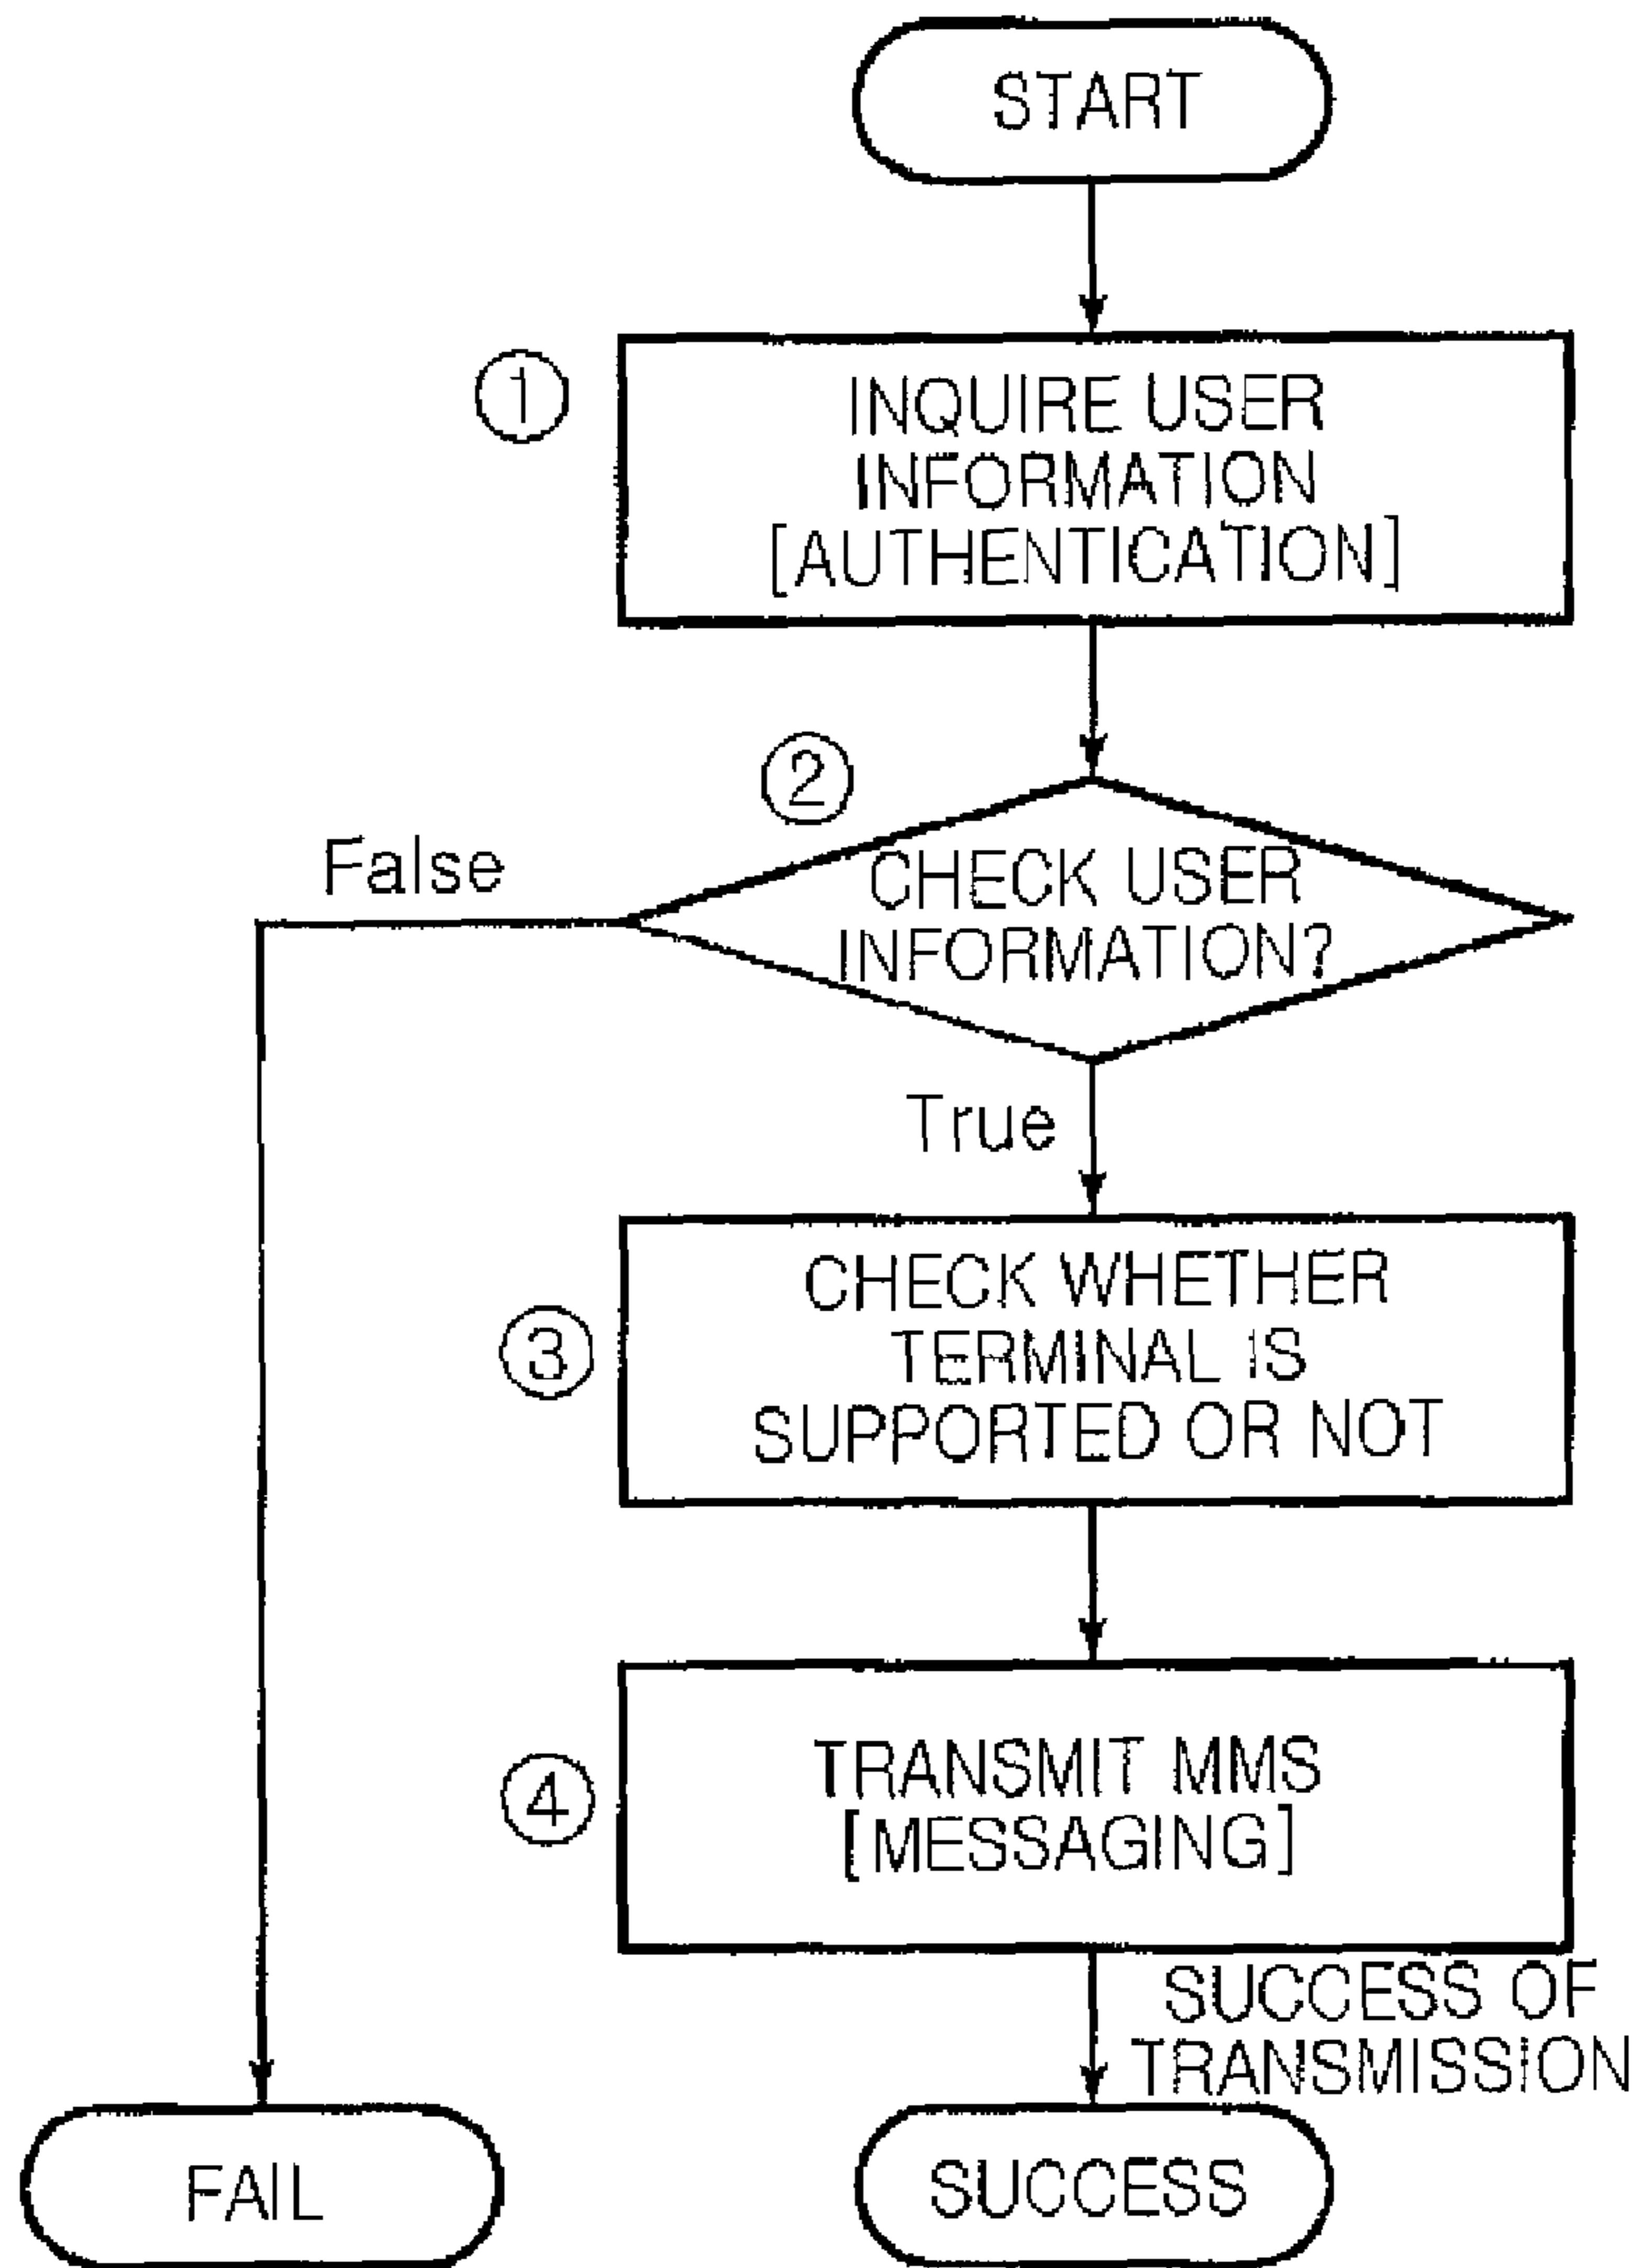 START
①
INQUIRE USER
INFORMATION
[AUTHENTICATION]
②
False
CHECK USER
INFORMATION?
True
③
CHECK WHETHER
TERMINAL IS
SUPPORTED OR NOT
④
TRANSMIT MMS
[MESSAGING]
SUCCESS OF
TRANSMISSION
FAIL
SUCCESS